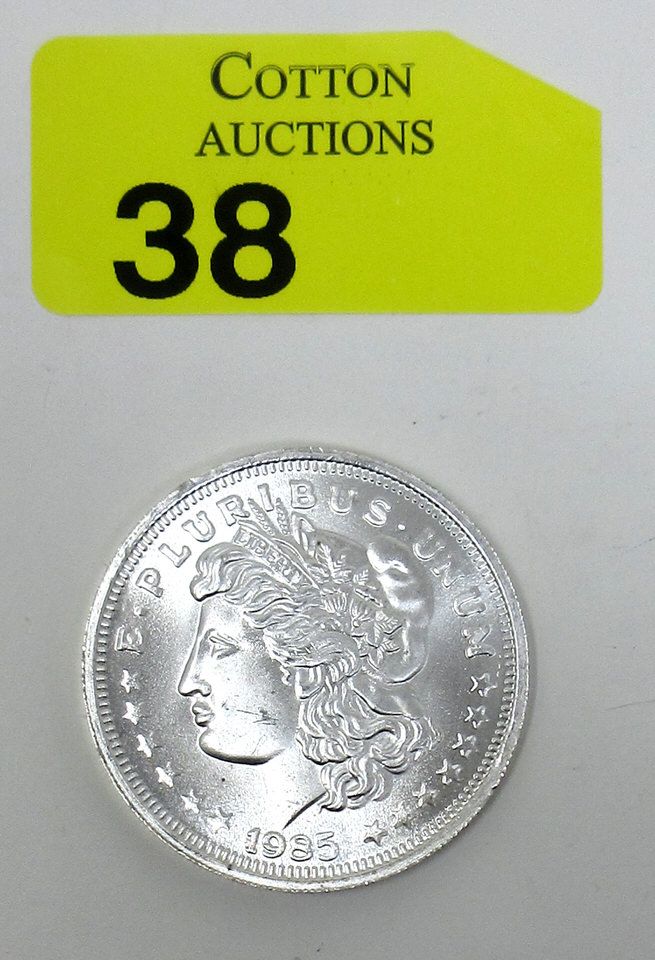 COTTON
AUCTIONS
38
E·PLURIBUS·UNUM
LIBERTY
1985